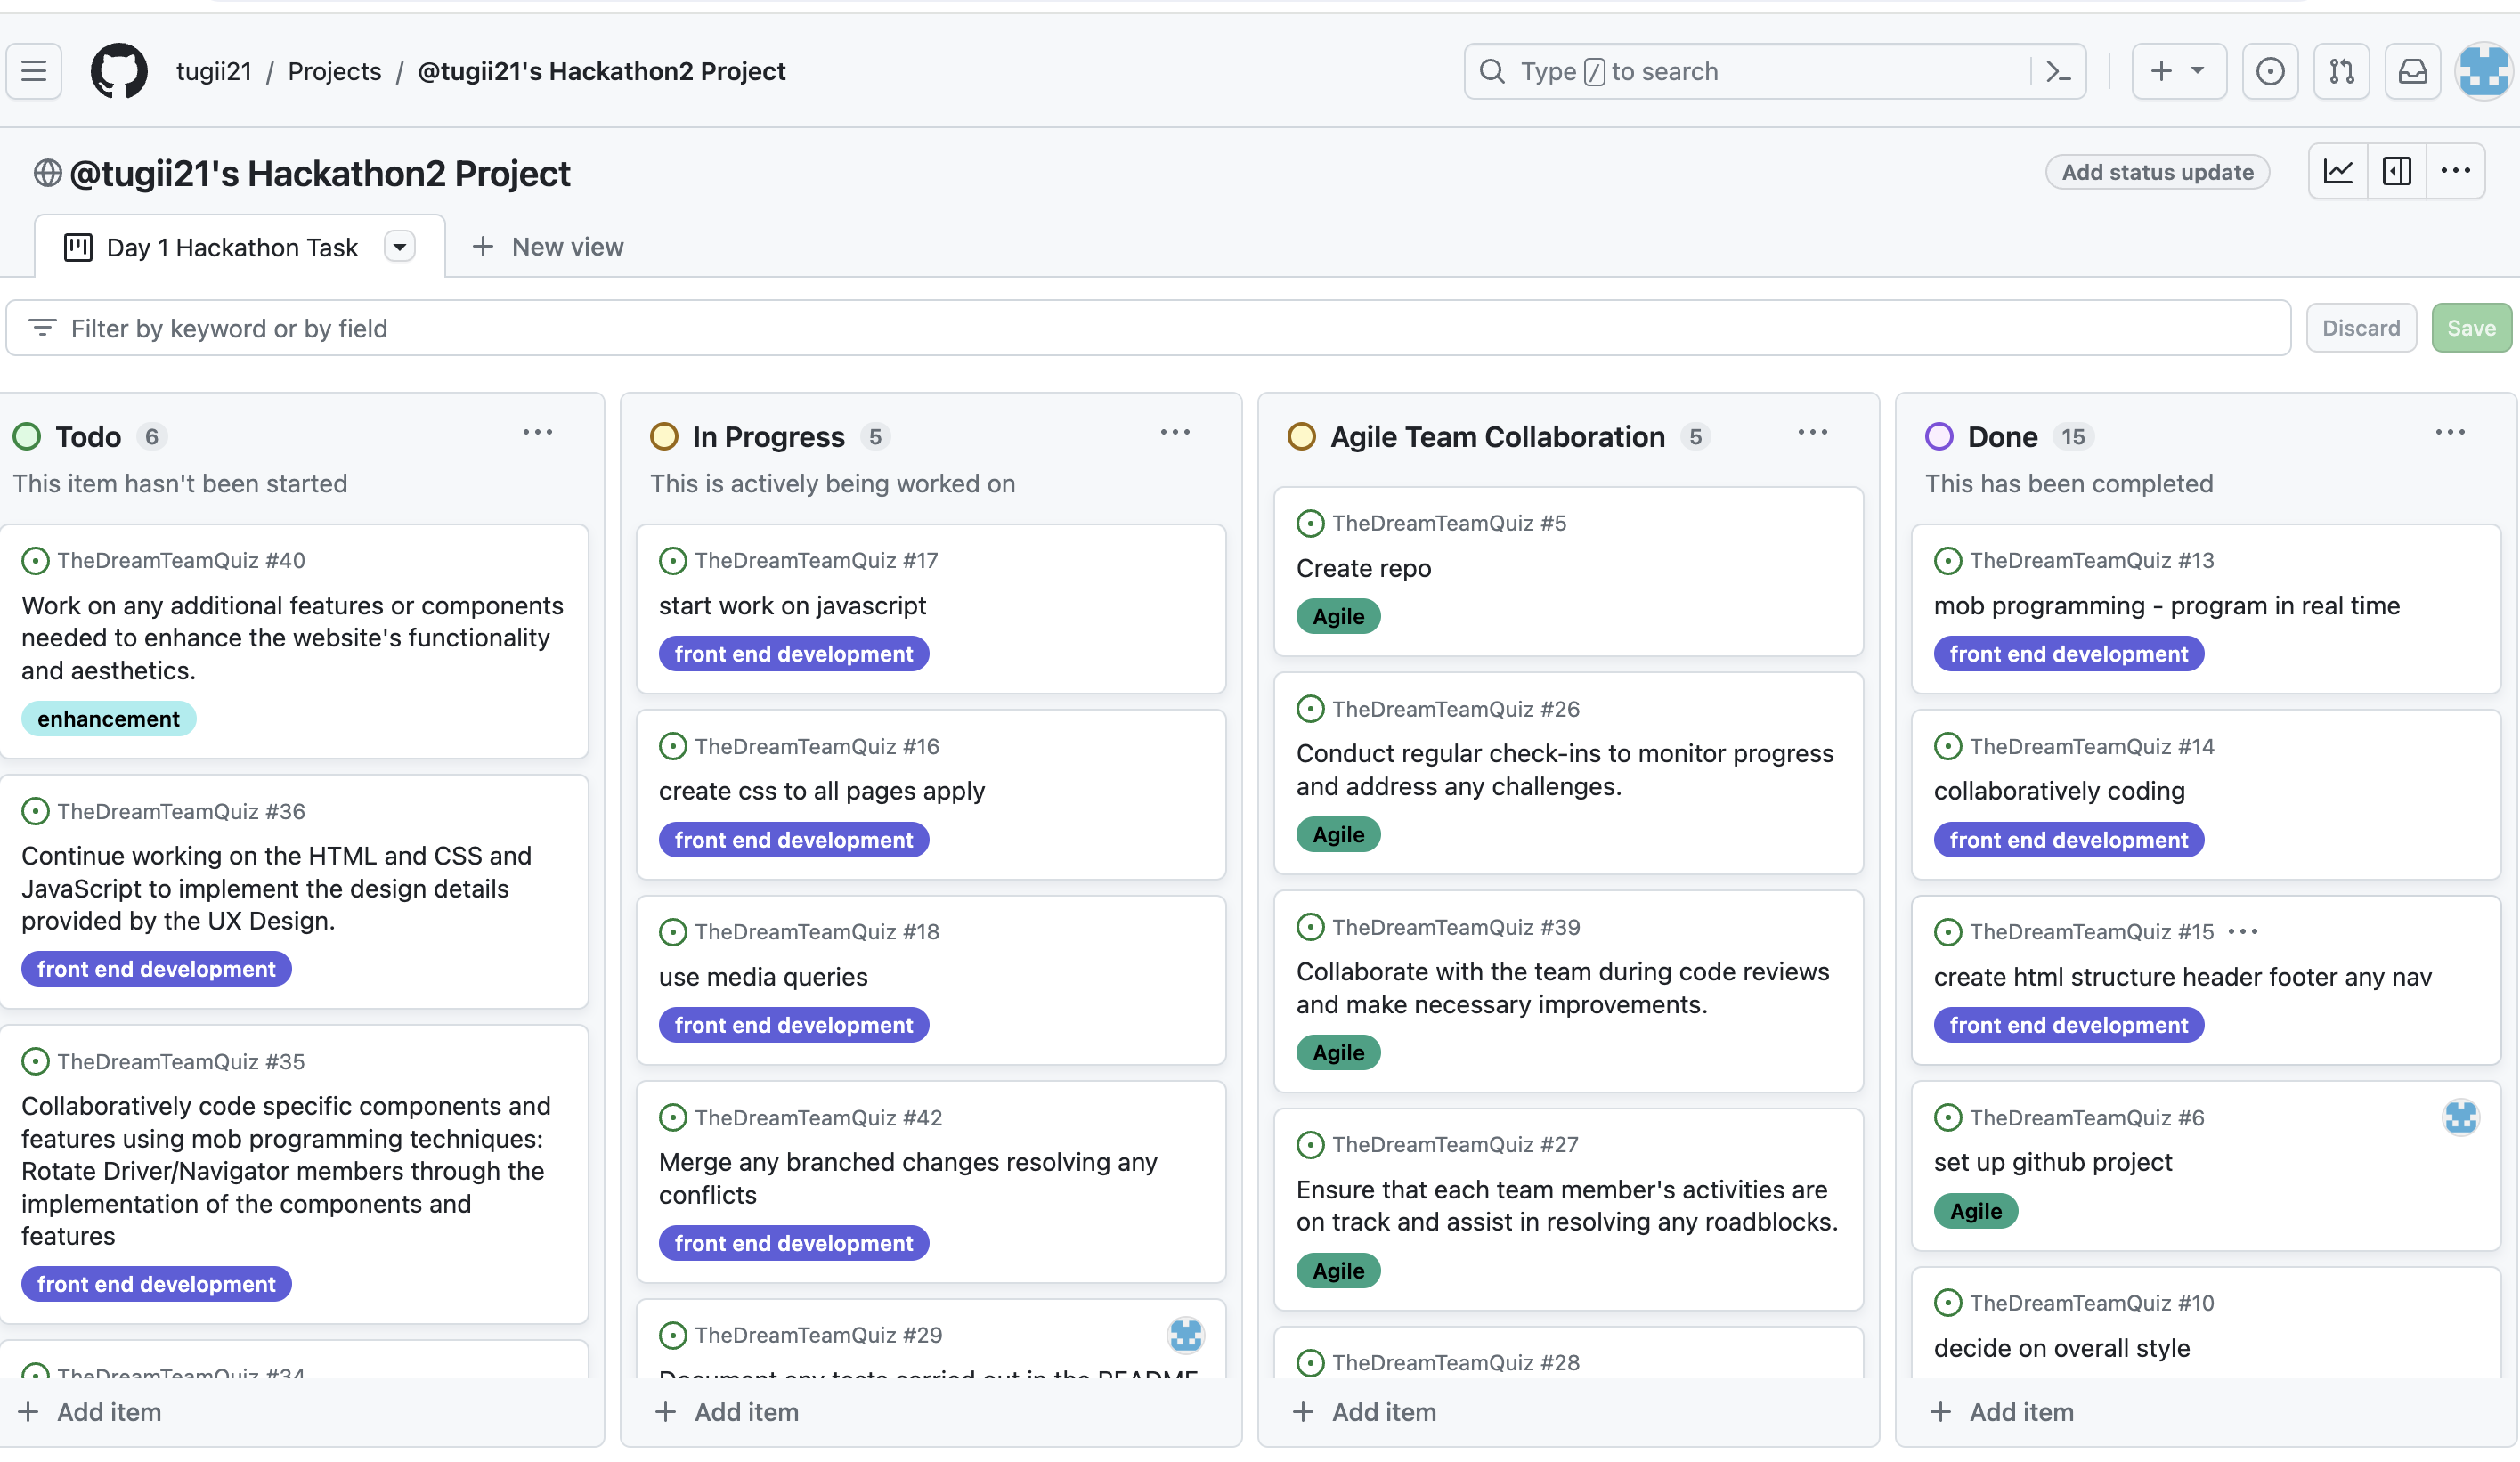 tugii21 / Projects / @tugii21's Hackathon2 Project
Type / to search
@tugii21's Hackathon2 Project
Add status update
Day 1 Hackathon Task
New view
Filter by keyword or by field
Discard
Save
Todo 6
This item hasn't been started
TheDreamTeamQuiz #40
Work on any additional features or components
needed to enhance the website's functionality
and aesthetics.
enhancement
TheDreamTeamQuiz #36
Continue working on the HTML and CSS and
JavaScript to implement the design details
provided by the UX Design.
front end development
TheDreamTeamQuiz #35
Collaboratively code specific components and
features using mob programming techniques:
Rotate Driver/Navigator members through the
implementation of the components and
features
front end development
TheDreamTeamQuiz #34
Add item
In Progress 5
This is actively being worked on
TheDreamTeamQuiz #17
start work on javascript
front end development
TheDreamTeamQuiz #16
create css to all pages apply
front end development
TheDreamTeamQuiz #18
use media queries
front end development
TheDreamTeamQuiz #42
Merge any branched changes resolving any
conflicts
front end development
TheDreamTeamQuiz #29
Document any tests carried out in the README
Add item
Agile Team Collaboration 5
TheDreamTeamQuiz #5
Create repo
Agile
TheDreamTeamQuiz #26
Conduct regular check-ins to monitor progress
and address any challenges.
Agile
TheDreamTeamQuiz #39
Collaborate with the team during code reviews
and make necessary improvements.
Agile
TheDreamTeamQuiz #27
Ensure that each team member's activities are
on track and assist in resolving any roadblocks.
Agile
TheDreamTeamQuiz #28
Add item
Done 15
This has been completed
TheDreamTeamQuiz #13
mob programming - program in real time
front end development
TheDreamTeamQuiz #14
collaboratively coding
front end development
TheDreamTeamQuiz #15
create html structure header footer any nav
front end development
TheDreamTeamQuiz #6
set up github project
Agile
TheDreamTeamQuiz #10
decide on overall style
Add item